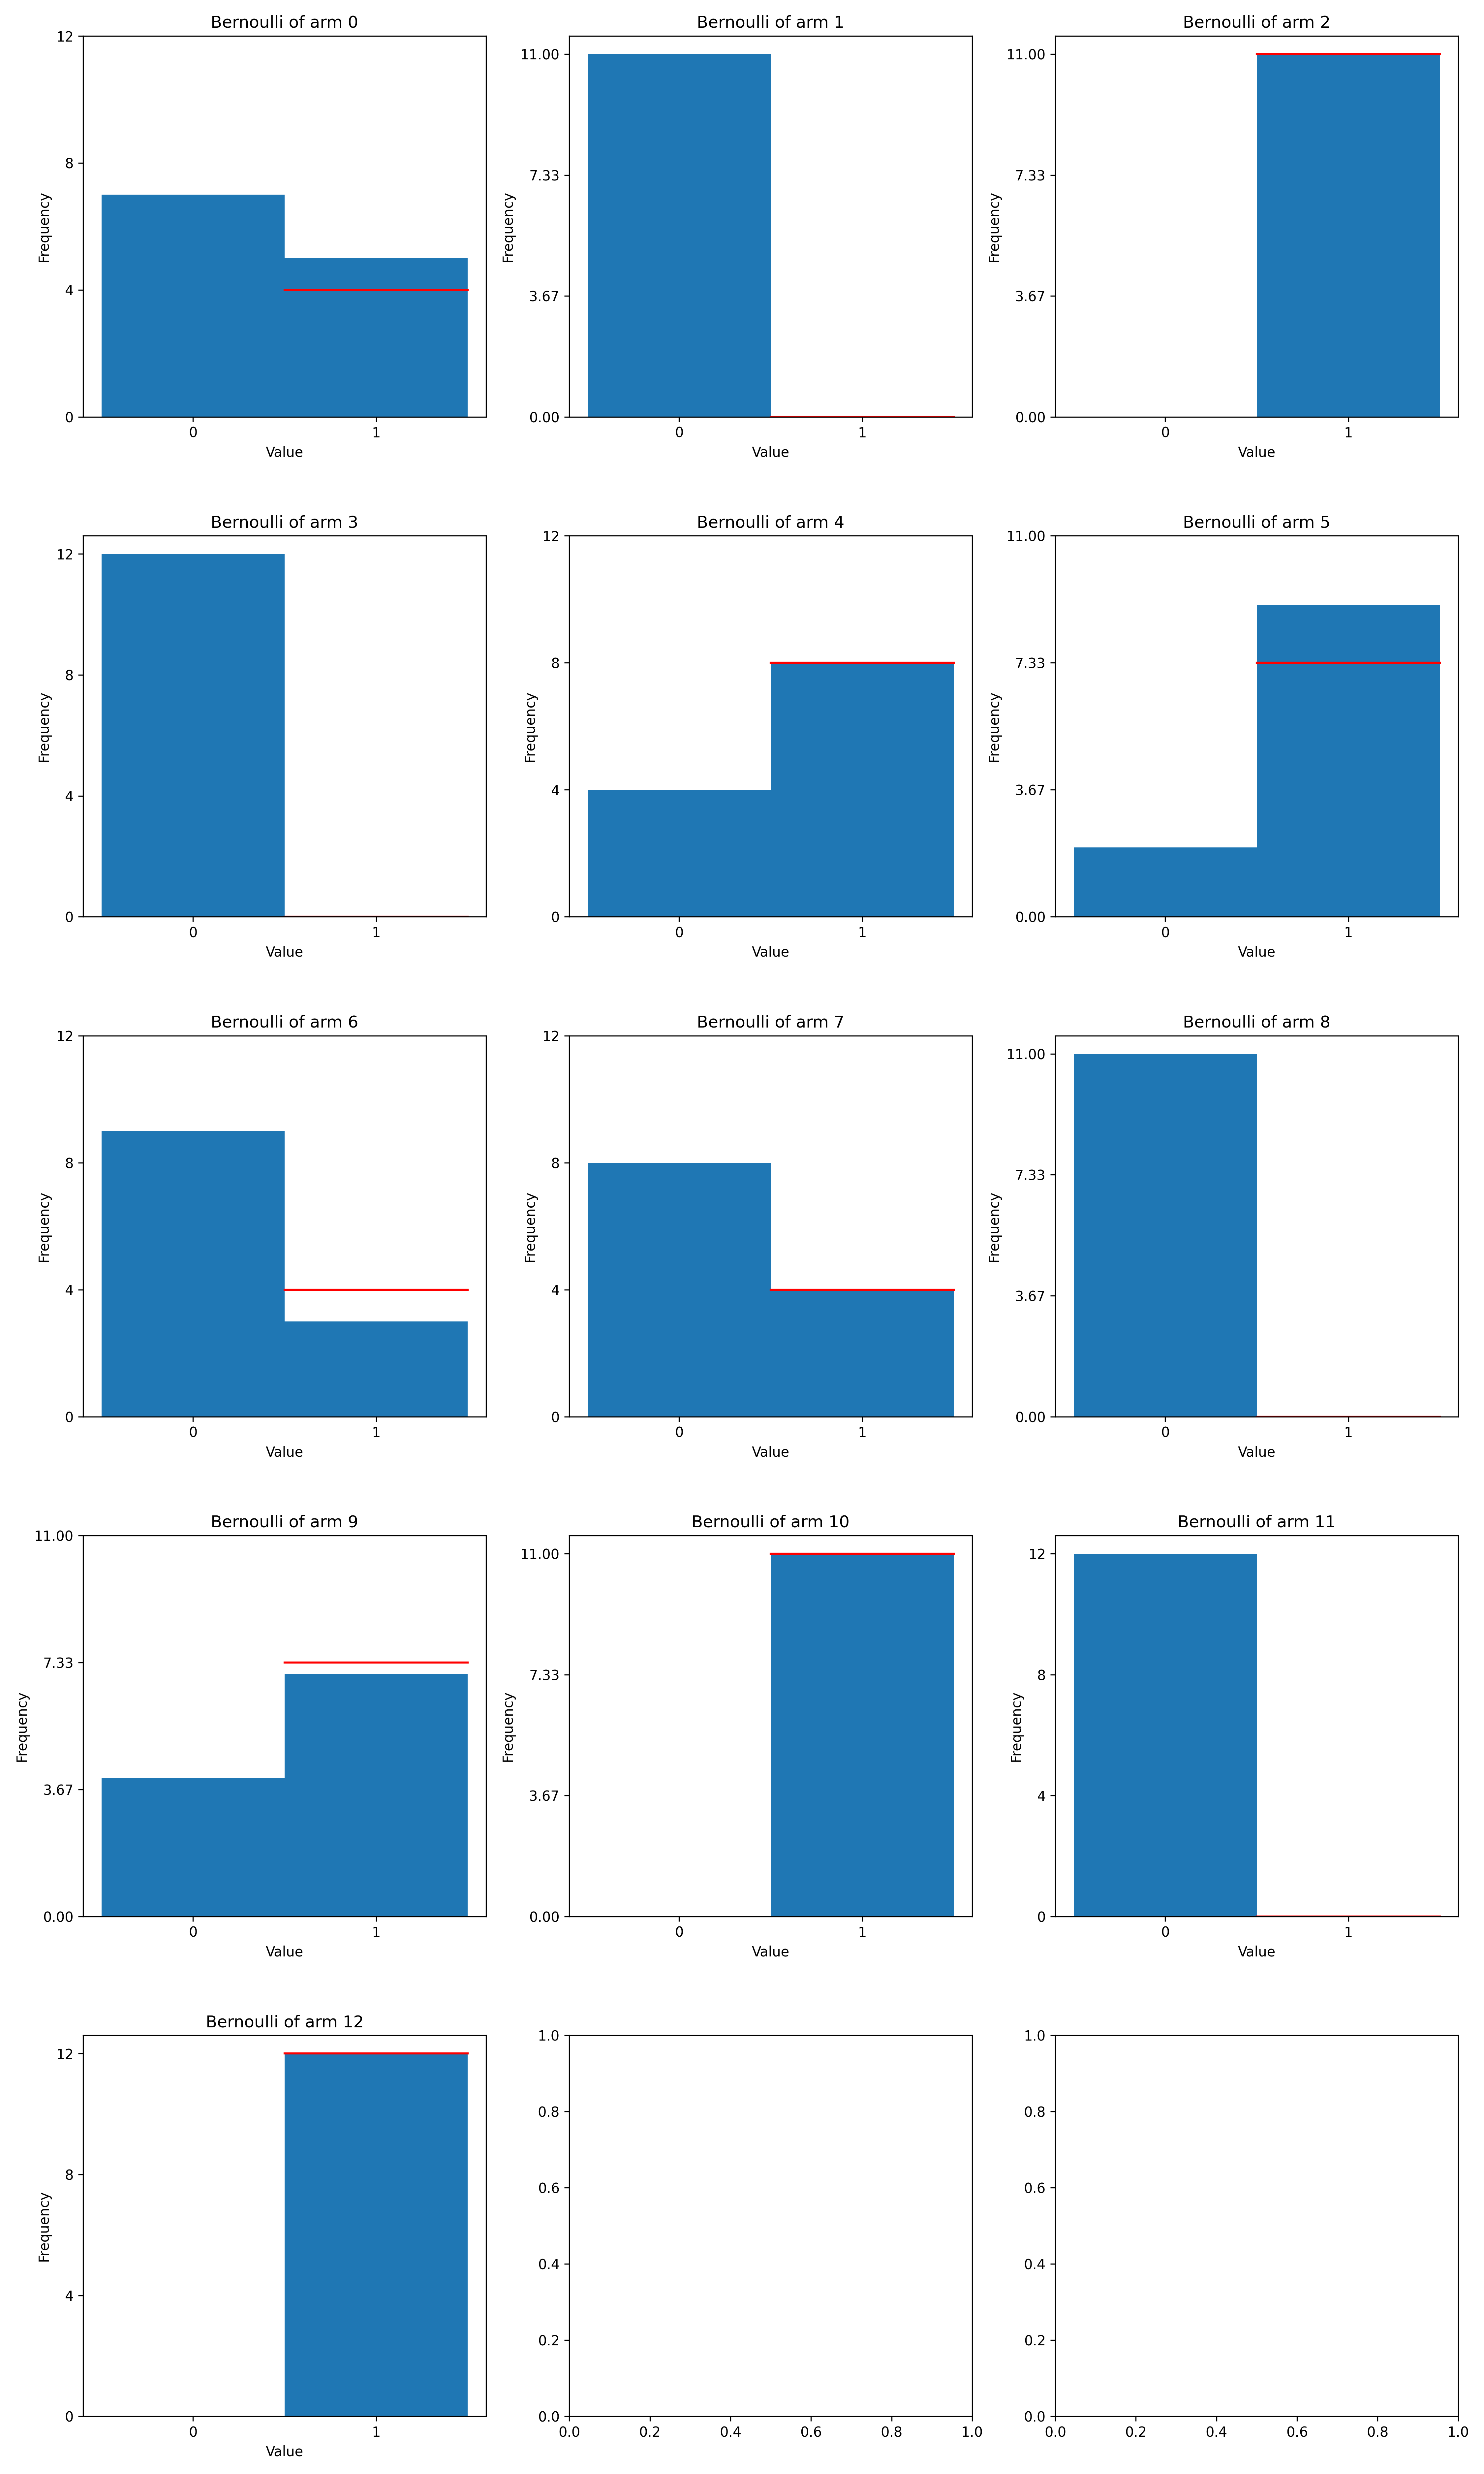 Bernoulli of arm 0
12
8
4
0
Frequency
0 1
Value
Bernoulli of arm 1
11.00
7.33
3.67
0.00
Frequency
0 1
Value
Bernoulli of arm 2
11.00
7.33
3.67
0.00
Frequency
0 1
Value
Bernoulli of arm 3
12
8
4
0
Frequency
0 1
Value
Bernoulli of arm 4
12
8
4
0
Frequency
0 1
Value
Bernoulli of arm 5
11.00
7.33
3.67
0.00
Frequency
0 1
Value
Bernoulli of arm 6
12
8
4
0
Frequency
0 1
Value
Bernoulli of arm 7
12
8
4
0
Frequency
0 1
Value
Bernoulli of arm 8
11.00
7.33
3.67
0.00
Frequency
0 1
Value
Bernoulli of arm 9
11.00
7.33
3.67
0.00
Frequency
0 1
Value
Bernoulli of arm 10
11.00
7.33
3.67
0.00
Frequency
0 1
Value
Bernoulli of arm 11
12
8
4
0
Frequency
0 1
Value
Bernoulli of arm 12
12
8
4
0
Frequency
0 1
Value
1.0
0.8
0.6
0.4
0.2
0.0
0.0 0.2 0.4 0.6 0.8 1.0
1.0
0.8
0.6
0.4
0.2
0.0
0.0 0.2 0.4 0.6 0.8 1.0